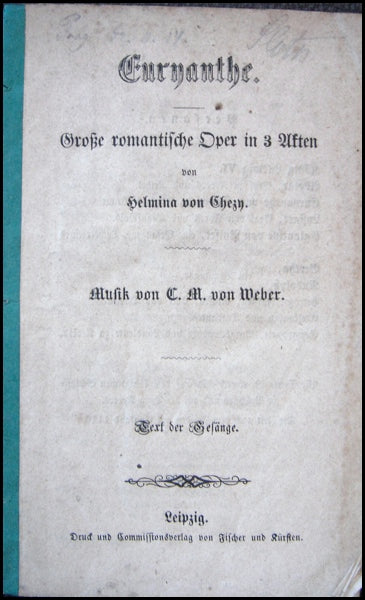 Euryanthe.
Große romantische Oper in 3 Akten
von
Helmina von Chezy.
Musik von C. M. von Weber.
Text der Gesänge.
Leipzig.
Druck und Commissionsverlag von Fischer und Kürsten.